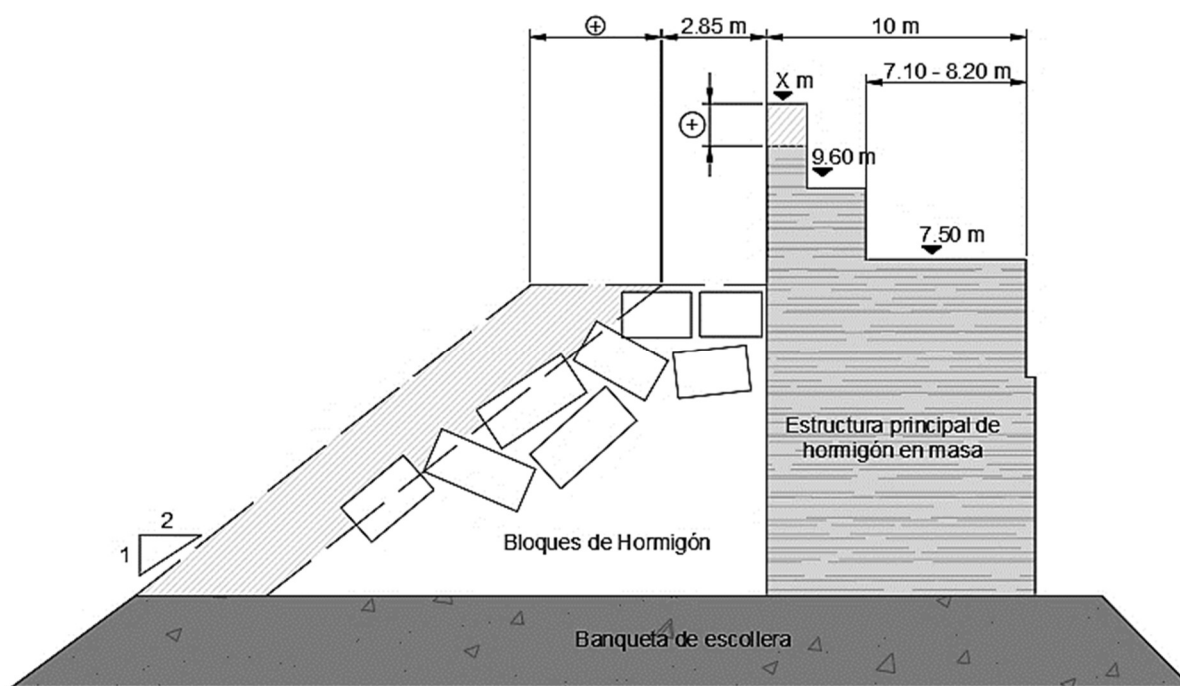 ⊕
2.85 m
10 m
7.10 - 8.20 m
X m
⊕
9.60 m
7.50 m
Estructura principal de
hormigón en masa
2
1
Bloques de Hormigón
Banqueta de escollera